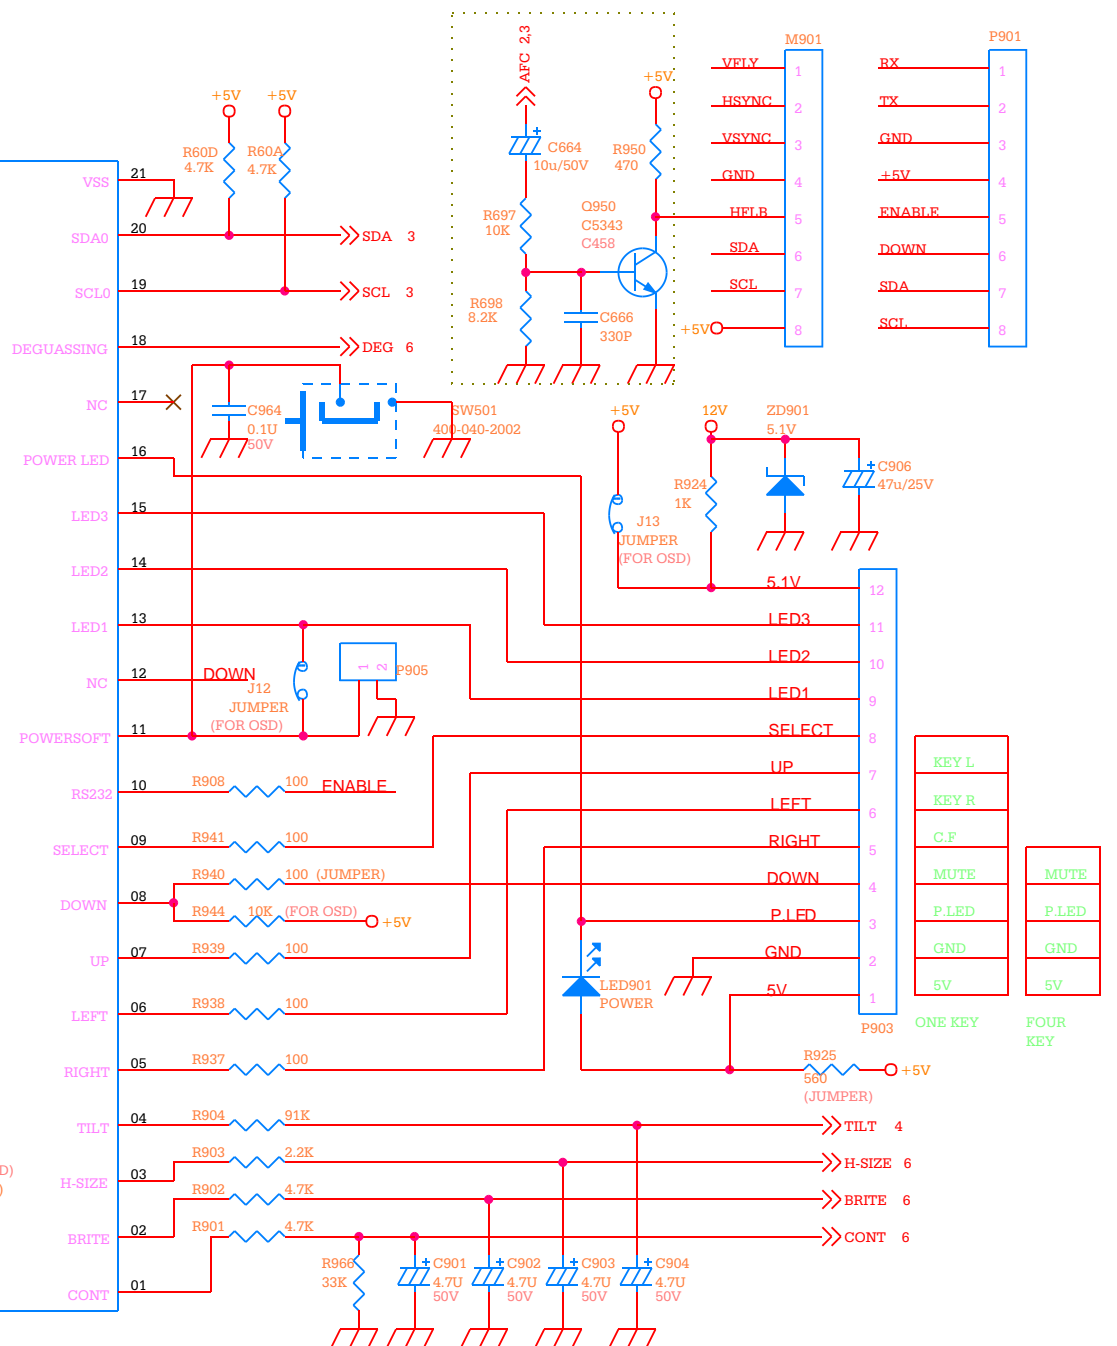 AFC 2,3
+5V
C664
10u/50V
R950
470
R697
10K
Q950
C5343
C458
R698
8.2K
C666
330P
M901
VFLY 1
HSYNC 2
VSYNC 3
GND 4
HFLB 5
SDA 6
SCL 7
+5V 8
P901
RX 1
TX 2
GND 3
+5V 4
ENABLE 5
DOWN 6
SDA 7
SCL 8
+5V +5V
R60D
4.7K
R60A
4.7K
VSS 21
SDA0 20
SDA 3
SCL0 19
SCL 3
DEGUASSING 18
DEG 6
NC 17
C964
0.1U
50V
SW501
400-040-2002
POWER LED 16
LED3 15
LED2 14
LED1 13
NC 12
DOWN
J12
JUMPER
(FOR OSD)
1 2
P905
POWERSOFT 11
RS232 10
R908 100 ENABLE
SELECT 09
R941 100
DOWN 08
R940 100 (JUMPER)
R944 10K (FOR OSD) +5V
UP 07
R939 100
LEFT 06
R938 100
RIGHT 05
R937 100
TILT 04
R904 91K
TILT 4
H-SIZE 03
R903 2.2K
H-SIZE 6
BRITE 02
R902 4.7K
BRITE 6
CONT 01
R901 4.7K
CONT 6
D)
)
+5V
J13
JUMPER
(FOR OSD)
12V
R924
1K
ZD901
5.1V
C906
47u/25V
5.1V 12
LED3 11
LED2 10
LED1 9
SELECT 8
UP 7
LEFT 6
RIGHT 5
DOWN 4
P.LED 3
GND 2
5V 1
P903
LED901
POWER
R925
560
(JUMPER)
+5V
KEY L
KEY R
C.F
MUTE
P.LED
GND
5V
ONE KEY
MUTE
P.LED
GND
5V
FOUR
KEY
R966
33K
C901
4.7U
50V
C902
4.7U
50V
C903
4.7U
50V
C904
4.7U
50V